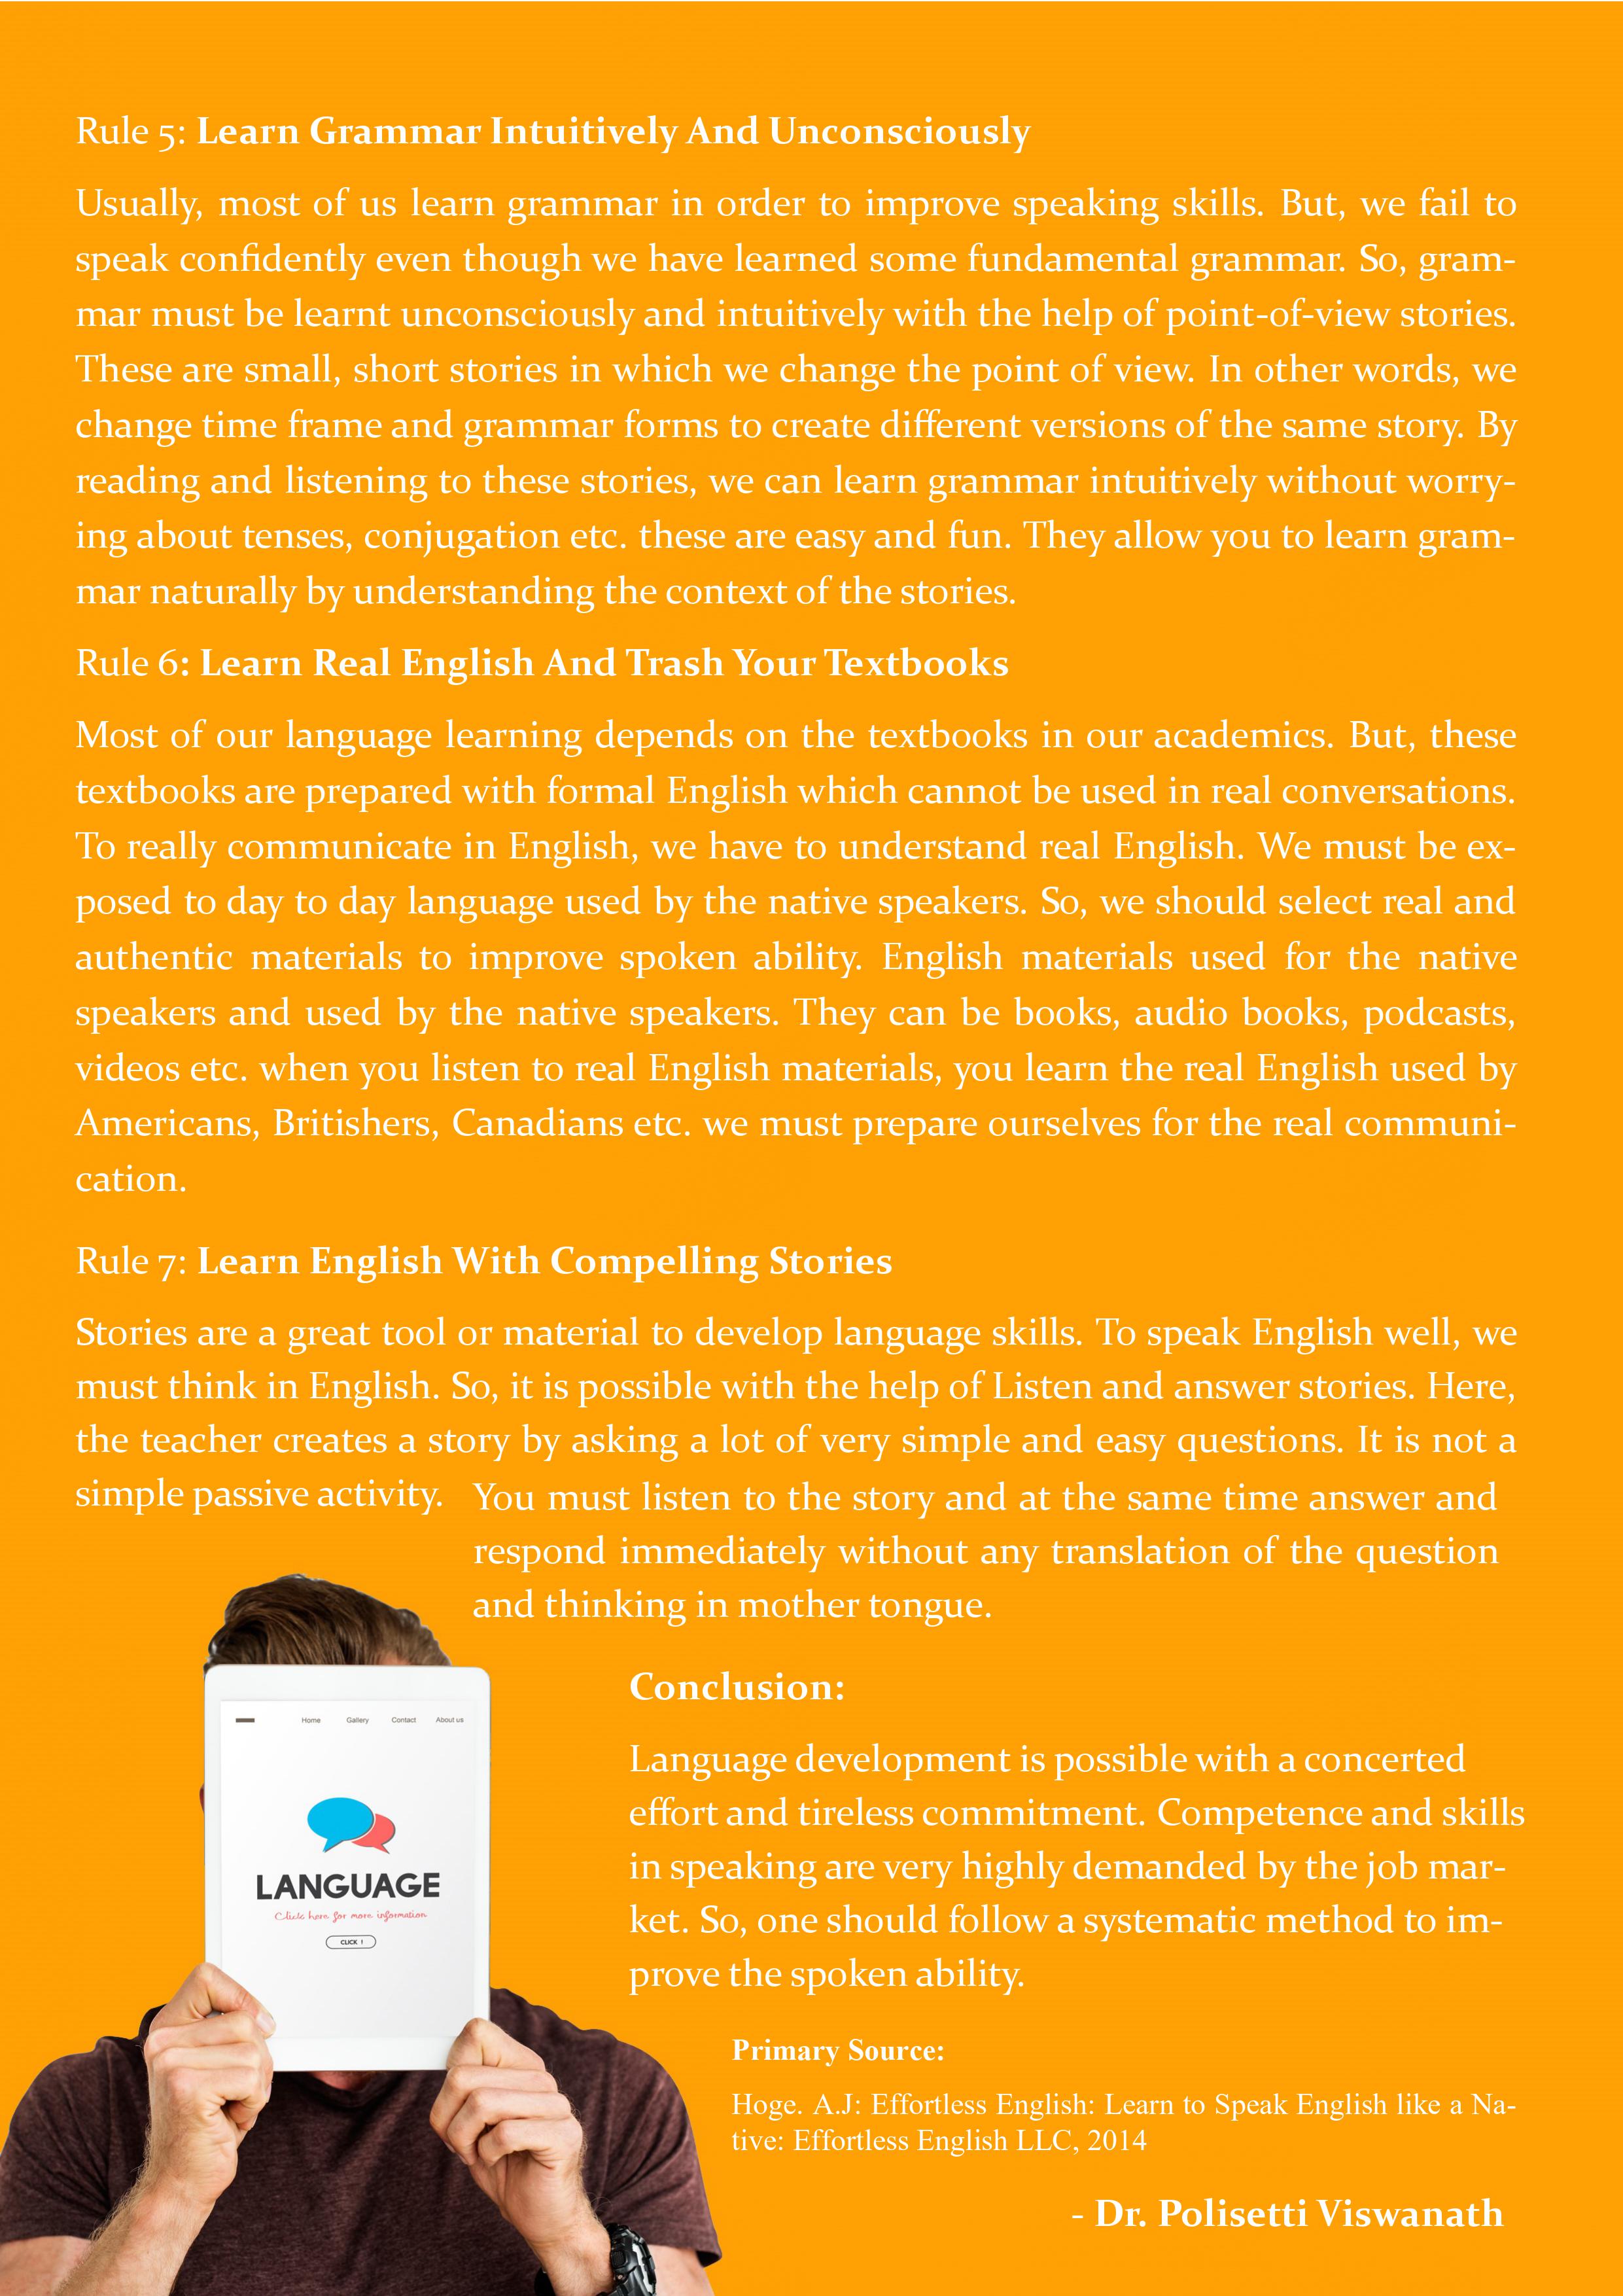 Rule 5: Learn Grammar Intuitively And Unconsciously
Usually, most of us learn grammar in order to improve speaking skills. But, we fail to
speak confidently even though we have learned some fundamental grammar. So, gram-
mar must be learnt unconsciously and intuitively with the help of point-of-view stories.
These are small, short stories in which we change the point of view. In other words, we
change time frame and grammar forms to create different versions of the same story. By
reading and listening to these stories, we can learn grammar intuitively without worry-
ing about tenses, conjugation etc. these are easy and fun. They allow you to learn gram-
mar naturally by understanding the context of the stories.
Rule 6: Learn Real English And Trash Your Textbooks
Most of our language learning depends on the textbooks in our academics. But, these
textbooks are prepared with formal English which cannot be used in real conversations.
To really communicate in English, we have to understand real English. We must be ex-
posed to day to day language used by the native speakers. So, we should select real and
authentic materials to improve spoken ability. English materials used for the native
speakers and used by the native speakers. They can be books, audio books, podcasts,
videos etc. when you listen to real English materials, you learn the real English used by
Americans, Britishers, Canadians etc. we must prepare ourselves for the real communi-
cation.
Rule 7: Learn English With Compelling Stories
Stories are a great tool or material to develop language skills. To speak English well, we
must think in English. So, it is possible with the help of Listen and answer stories. Here,
the teacher creates a story by asking a lot of very simple and easy questions. It is not a
simple passive activity. You must listen to the story and at the same time answer and
respond immediately without any translation of the question
and thinking in mother tongue.
Home Gallery Contact About us
LANGUAGE
Click here for more information
CLICK !
Conclusion:
Language development is possible with a concerted
effort and tireless commitment. Competence and skills
in speaking are very highly demanded by the job mar-
ket. So, one should follow a systematic method to im-
prove the spoken ability.
Primary Source:
Hoge. A.J: Effortless English: Learn to Speak English like a Na-
tive: Effortless English LLC, 2014
- Dr. Polisetti Viswanath